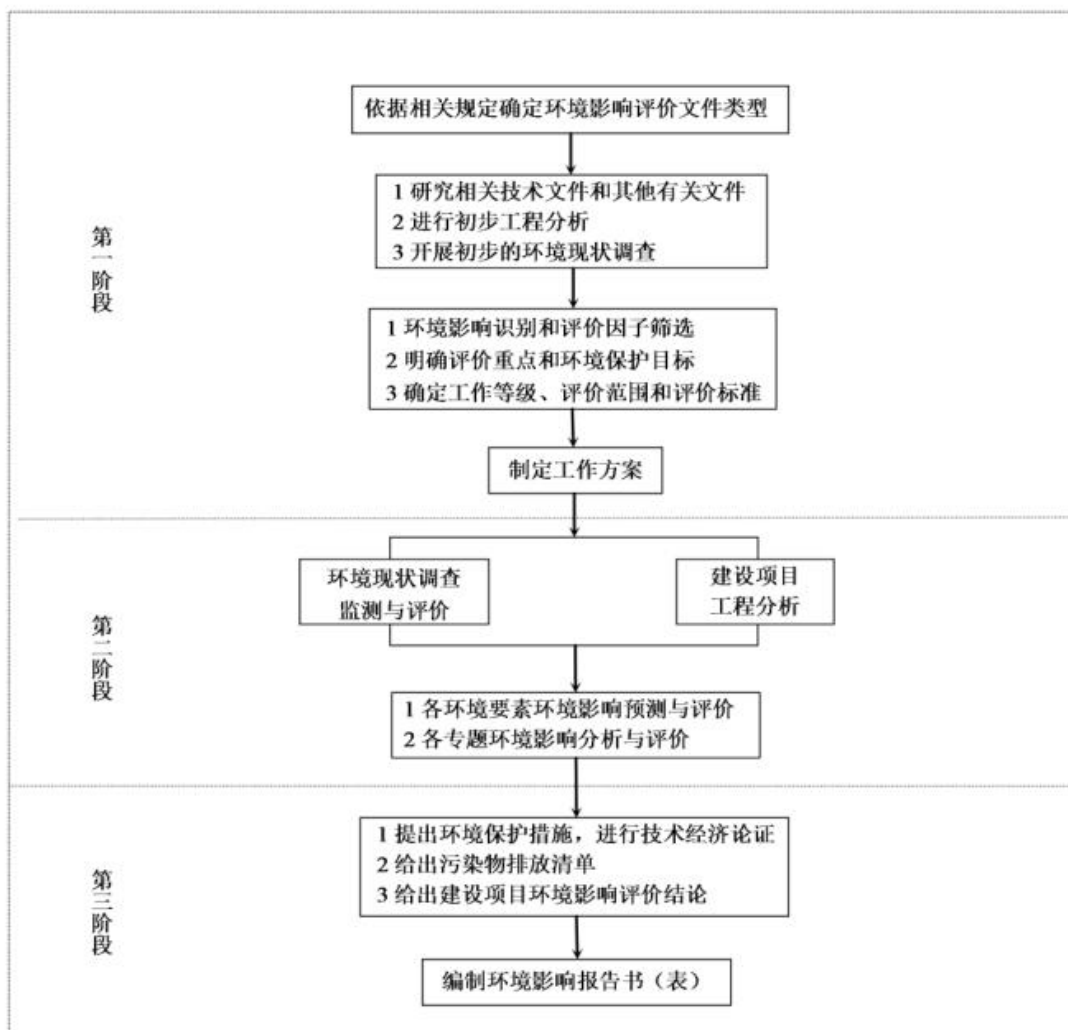 依据相关规定确定环境影响评价文件类型
1 研究相关技术文件和其他有关文件
2 进行初步工程分析
3 开展初步的环境现状调查
第一阶段
1 环境影响识别和评价因子筛选
2 明确评价重点和环境保护目标
3 确定工作等级、评价范围和评价标准
制定工作方案
环境现状调查
监测与评价
建设项目
工程分析
第二阶段
1 各环境要素环境影响预测与评价
2 各专题环境影响分析与评价
1 提出环境保护措施，进行技术经济论证
2 给出污染物排放清单
3 给出建设项目环境影响评价结论
第三阶段
编制环境影响报告书（表）